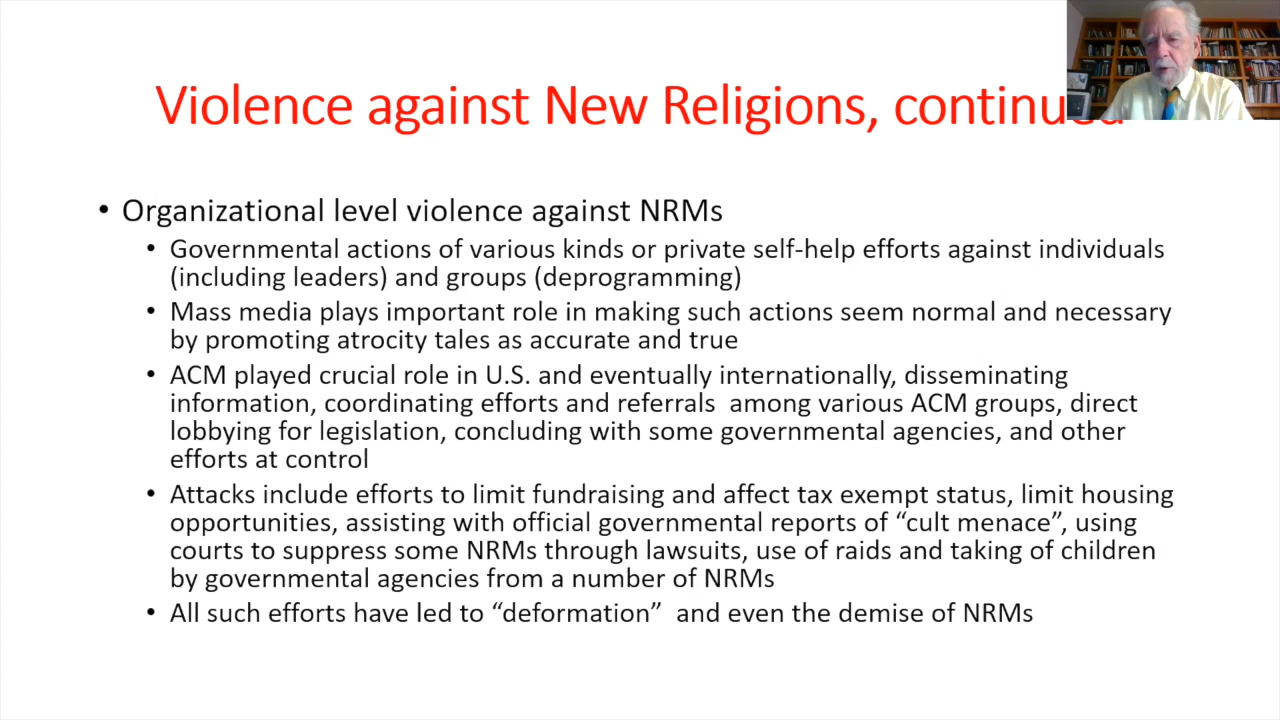 Violence against New Religions, continued
• Organizational level violence against NRMs
• Governmental actions of various kinds or private self-help efforts against individuals
(including leaders) and groups (deprogramming)
• Mass media plays important role in making such actions seem normal and necessary
by promoting atrocity tales as accurate and true
• ACM played crucial role in U.S. and eventually internationally, disseminating
information, coordinating efforts and referrals  among various ACM groups, direct
lobbying for legislation, concluding with some governmental agencies, and other
efforts at control
• Attacks include efforts to limit fundraising and affect tax exempt status, limit housing
opportunities, assisting with official governmental reports of “cult menace”, using
courts to suppress some NRMs through lawsuits, use of raids and taking of children
by governmental agencies from a number of NRMs
• All such efforts have led to “deformation”  and even the demise of NRMs